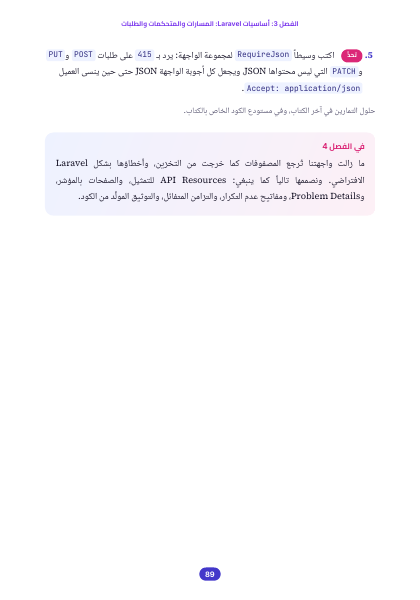 الفصل 3: أساسيات Laravel: المسارات والمتحكمات والطلبات
5. تحدٍّ اكتب وسيطاً RequireJson لمجموعة الواجهة: يرد بـ 415 على طلبات POST و PUT
و PATCH التي ليس محتواها JSON، ويجعل كل أجوبة الواجهة JSON حتى حين ينسى العميل
Accept: application/json .
حلول التمارين في آخر الكتاب، وفي مستودع الكود الخاص بالكتاب.
في الفصل 4
ما زالت واجهتنا تُرجع المصفوفات كما خرجت من التخزين، وأخطاؤها بشكل Laravel
الافتراضي. ونصممها تالياً كما ينبغي: API Resources للتمثيل، والصفحات بالمؤشر،
وProblem Details، ومفاتيح عدم التكرار، والتزامن المتفائل، والتوثيق المولَّد من الكود.
89